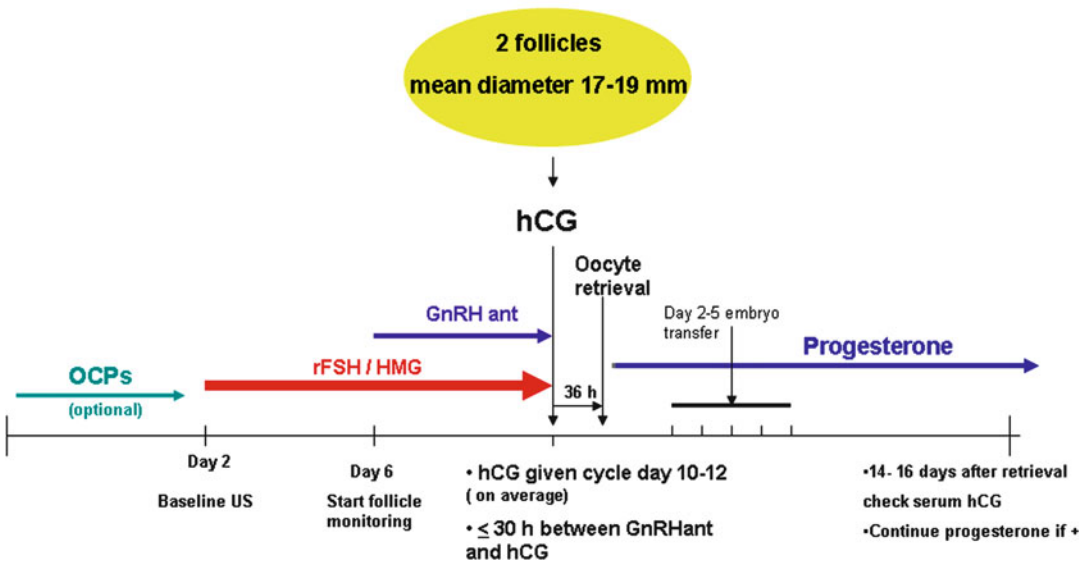 2 follicles
mean diameter 17-19 mm
hCG
Oocyte
retrieval
GnRH ant
Day 2-5 embryo
transfer
Progesterone
rFSH / HMG
OCPs
(optional)
36 h
Day 2
Baseline US
Day 6
Start follicle
monitoring
• hCG given cycle day 10-12
( on average)
• ≤ 30 h between GnRHant
and hCG
•14- 16 days after retrieval
check serum hCG
•Continue progesterone if +